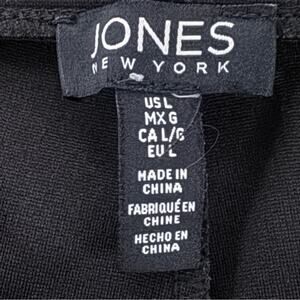 JONES
NEW YORK
US L
MX G
CA L/G
EU L
MADE IN
CHINA
FABRIQUÉ EN
CHINE
HECHO EN
CHINA